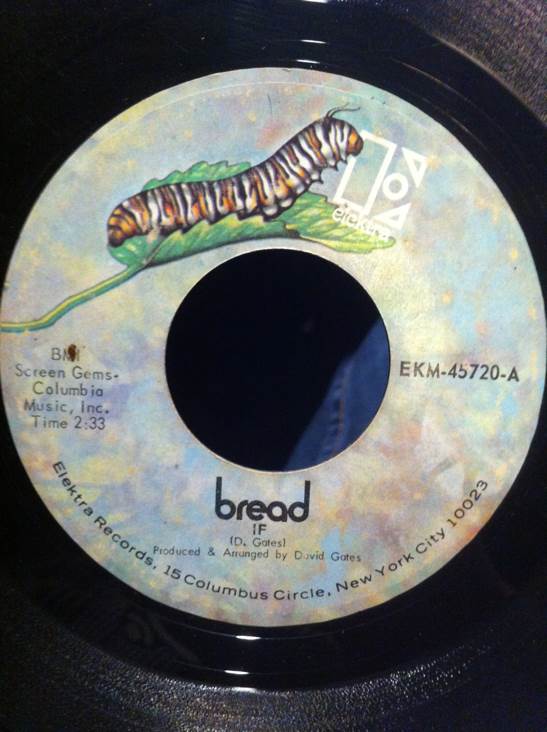 elektra
BMI
Screen Gems-
Columbia
Music, Inc.
Time 2:33
EKM-45720-A
bread
IF
(D. Gates)
Produced & Arranged by David Gates
Elektra Records, 15 Columbus Circle, New York City 10023